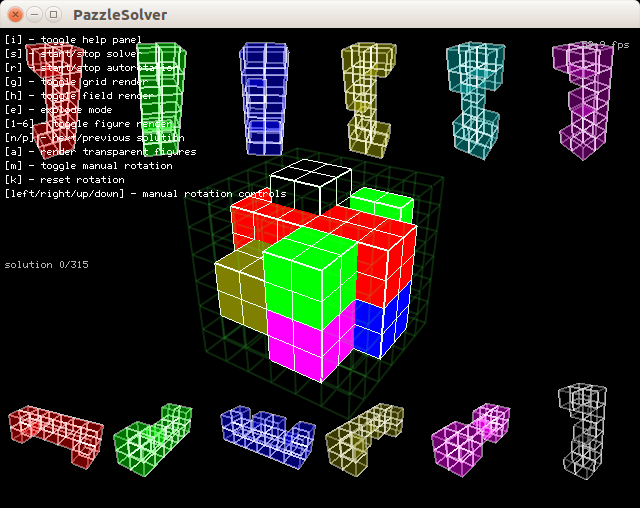 PazzleSolver
[i] - toggle help panel
[s] - start/stop solver
[r] - start/stop autorotation
[g] - toggle grid render
[h] - toggle field render
[e] - explode mode
[1-6] - toggle figure render
[n/p] - next/previous solution
[a] - render transparent figures
[m] - toggle manual rotation
[k] - reset rotation
[left/right/up/down] - manual rotation controls
fps
solution 0/315